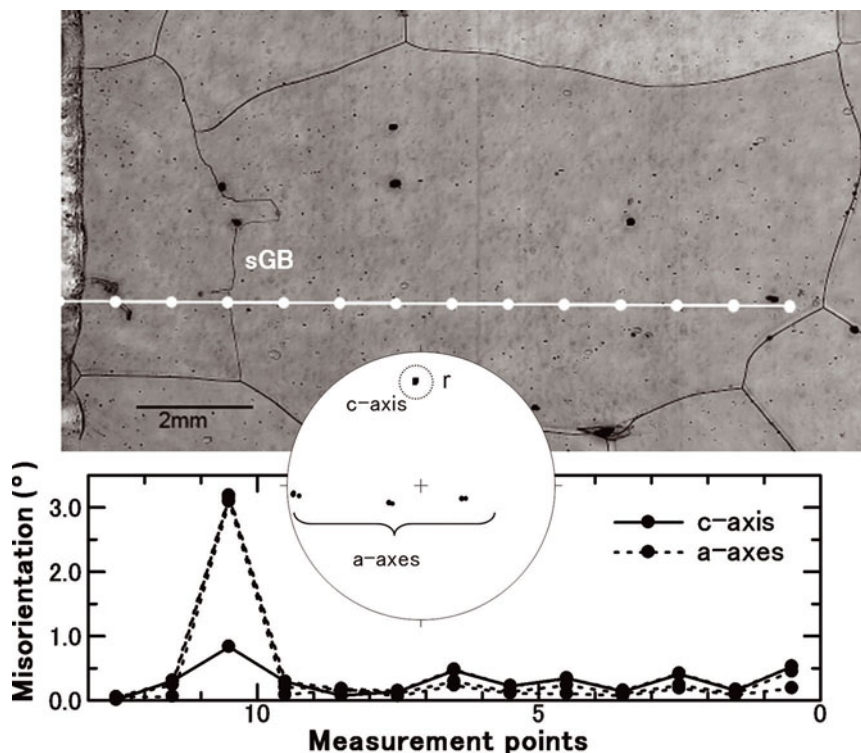 sGB
2mm
r
c-axis
a-axes
Misorientation (°)
3.0
2.0
1.0
0.0
c-axis
a-axes
10
5
0
Measurement points